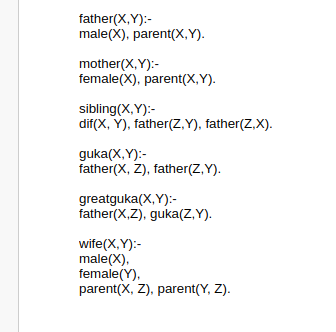 father(X,Y):-
male(X), parent(X,Y).
mother(X,Y):-
female(X), parent(X,Y).
sibling(X,Y):-
dif(X, Y), father(Z,Y), father(Z,X).
guka(X,Y):-
father(X, Z), father(Z,Y).
greatguka(X,Y):-
father(X,Z), guka(Z,Y).
wife(X,Y):-
male(X),
female(Y),
parent(X, Z), parent(Y, Z).